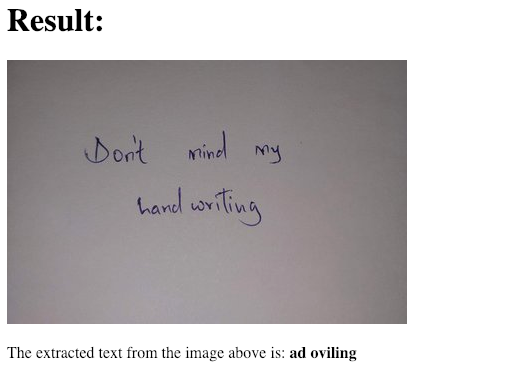 Result:
Don't mind my
hand writing
The extracted text from the image above is: ad oviling